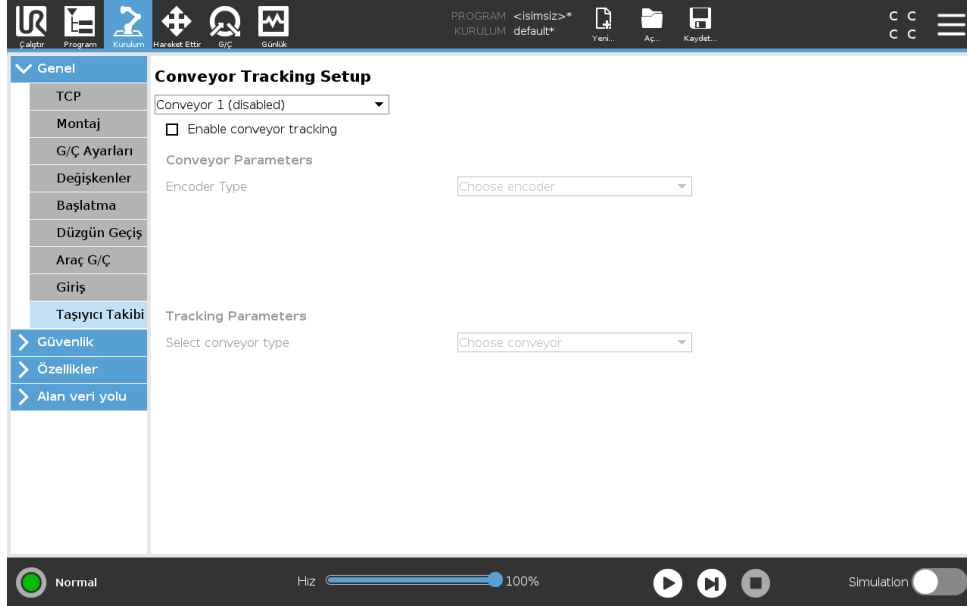 PROGRAM <isimsiz>*
KURULUM default*
C C
C C
Çalıştır Program Kurulum Hareket Ettir G/Ç Günlük Yeni... Aç... Kaydet...
Genel
TCP
Montaj
G/Ç Ayarları
Değişkenler
Başlatma
Düzgün Geçiş
Araç G/Ç
Giriş
Taşıyıcı Takibi
Güvenlik
Özellikler
Alan veri yolu
Conveyor Tracking Setup
Conveyor 1 (disabled)
Enable conveyor tracking
Conveyor Parameters
Encoder Type Choose encoder
Tracking Parameters
Select conveyor type Choose conveyor
Normal Hız 100% Simulation